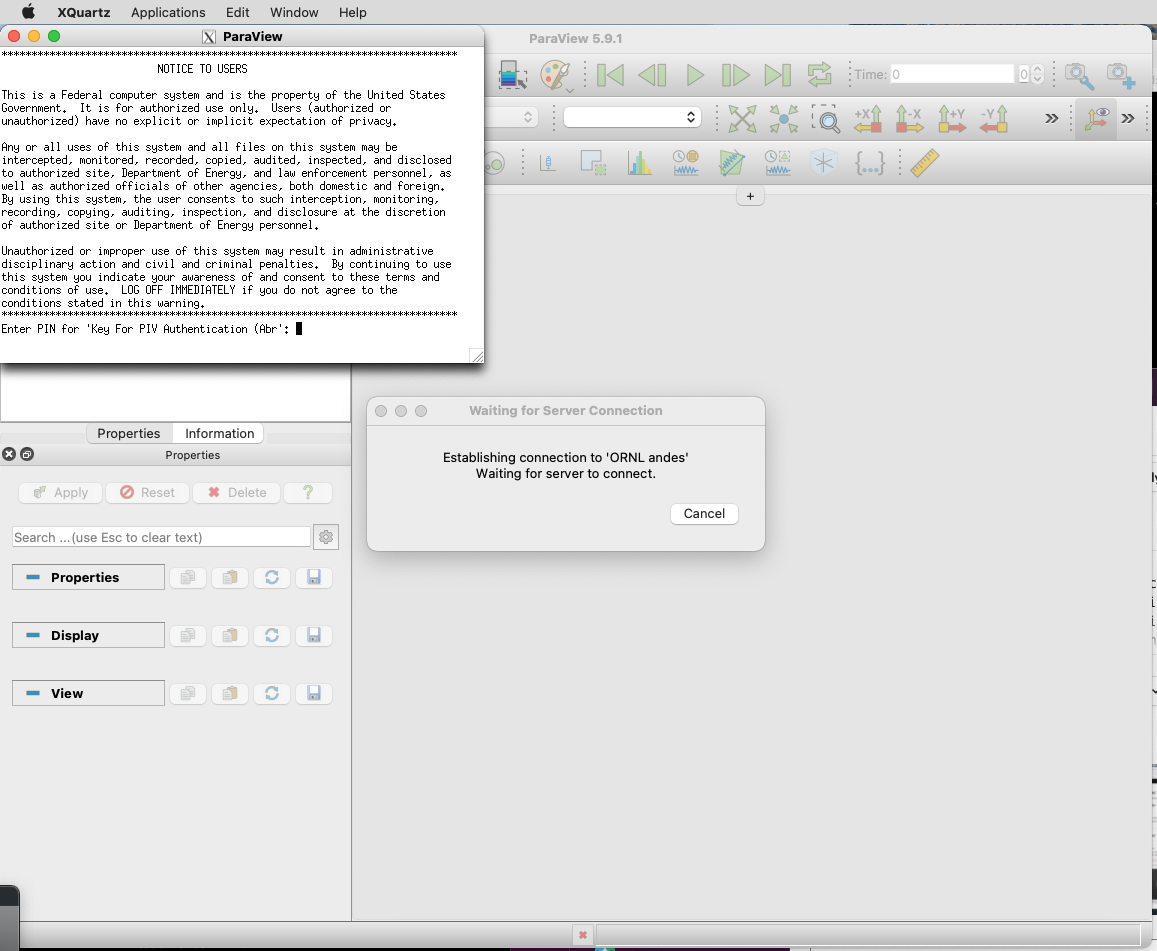 XQuartz Applications Edit Window Help
ParaView
ParaView 5.9.1
******************************************************************************
NOTICE TO USERS
This is a Federal computer system and is the property of the United States
Government.  It is for authorized use only.  Users (authorized or
unauthorized) have no explicit or implicit expectation of privacy.
Any or all uses of this system and all files on this system may be
intercepted, monitored, recorded, copied, audited, inspected, and disclosed
to authorized site, Department of Energy, and law enforcement personnel, as
well as authorized officials of other agencies, both domestic and foreign.
By using this system, the user consents to such interception, monitoring,
recording, copying, auditing, inspection, and disclosure at the discretion
of authorized site or Department of Energy personnel.
Unauthorized or improper use of this system may result in administrative
disciplinary action and civil and criminal penalties.  By continuing to use
this system you indicate your awareness of and consent to these terms and
conditions of use.  LOG OFF IMMEDIATELY if you do not agree to the
conditions stated in this warning.
******************************************************************************
Enter PIN for 'Key For PIV Authentication (Abr':
Time: 0 0
+X -X +Y -Y
{...}
+
Waiting for Server Connection
Establishing connection to 'ORNL andes'
Waiting for server to connect.
Cancel
Properties Information
Properties
Apply Reset Delete ?
Search ...(use Esc to clear text)
Properties
Display
View